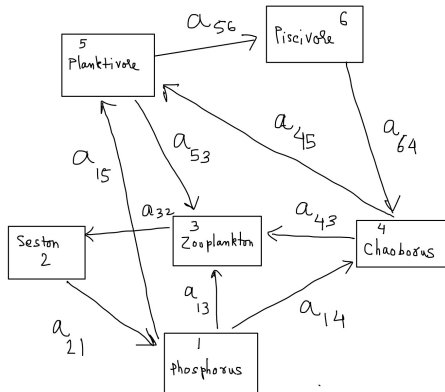 a56
5
Planktivore
6
Piscivore
a15
a53
a45
a64
a32
Seston
2
3
Zooplankton
a43
4
Chaoborus
a21
a13
a14
1
Phosphorus